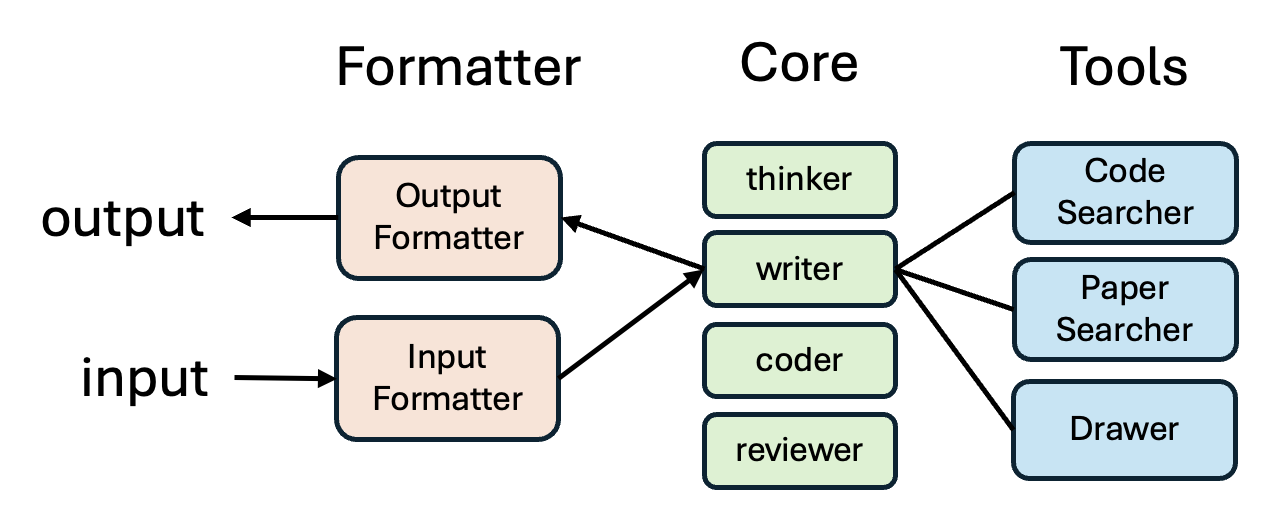 Formatter
Core
Tools
output
Output
Formatter
input
Input
Formatter
thinker
writer
coder
reviewer
Code
Searcher
Paper
Searcher
Drawer